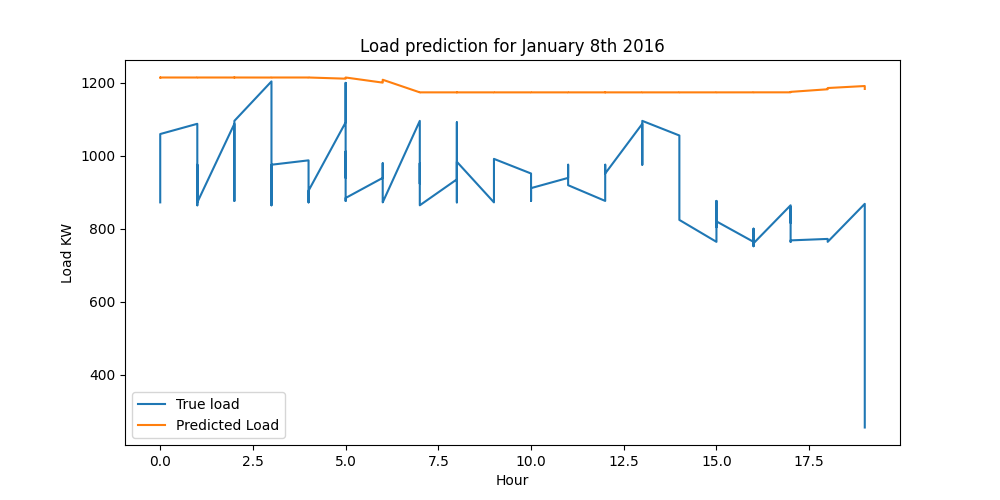 Load prediction for January 8th 2016
1200
1000
800
600
400
Load KW
True load
Predicted Load
0.0 2.5 5.0 7.5 10.0 12.5 15.0 17.5
Hour